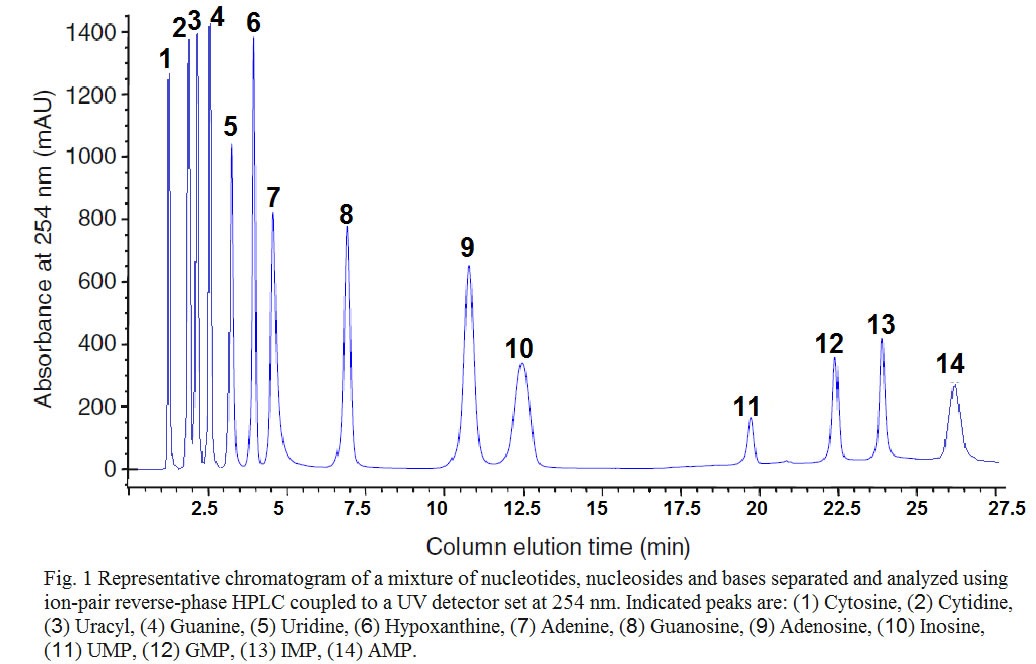 1 2 3 4 5 6 7 8 9 10 11 12 13 14
Absorbance at 254 nm (mAU)
1400
1200
1000
800
600
400
200
0
2.5 5 7.5 10 12.5 15 17.5 20 22.5 25 27.5
Column elution time (min)
Fig. 1 Representative chromatogram of a mixture of nucleotides, nucleosides and bases separated and analyzed using
ion-pair reverse-phase HPLC coupled to a UV detector set at 254 nm. Indicated peaks are: (1) Cytosine, (2) Cytidine,
(3) Uracyl, (4) Guanine, (5) Uridine, (6) Hypoxanthine, (7) Adenine, (8) Guanosine, (9) Adenosine, (10) Inosine,
(11) UMP, (12) GMP, (13) IMP, (14) AMP.